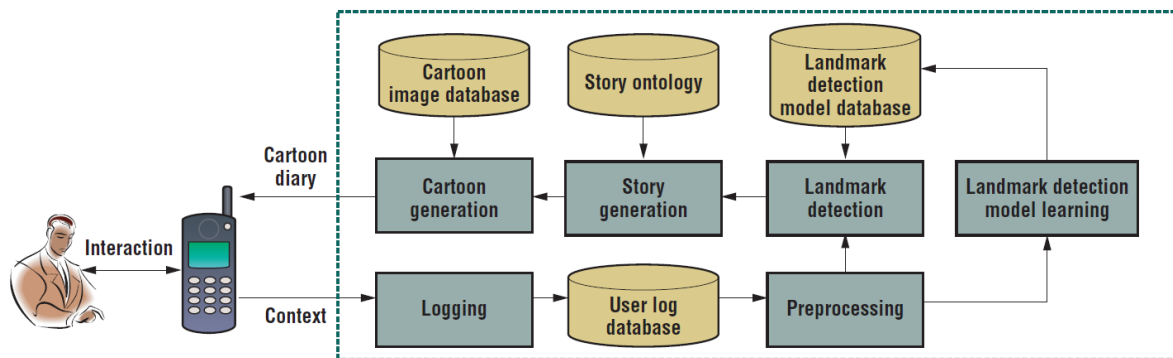 Cartoon
image database
Story ontology
Landmark
detection
model database
Cartoon
diary
Cartoon
generation
Story
generation
Landmark
detection
Landmark detection
model learning
Interaction
Context
Logging
User log
database
Preprocessing